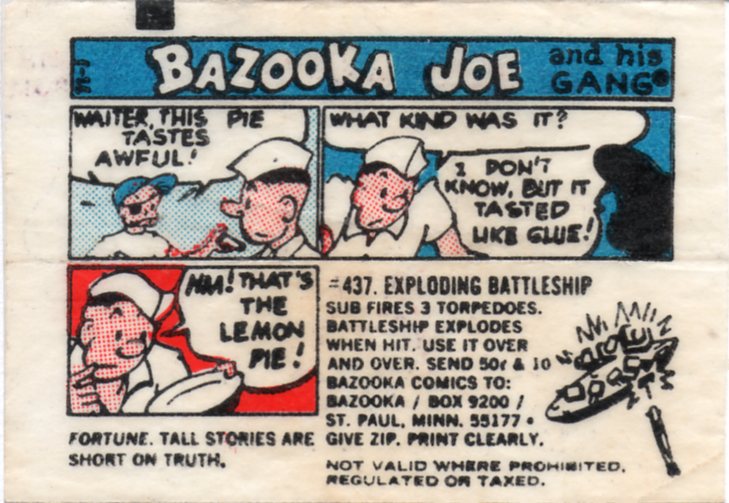 BAZOOKA JOE
and his
GANG®
WAITER, THIS PIE
TASTES
AWFUL!
WHAT KIND WAS IT?
I DON'T
KNOW, BUT IT
TASTED
LIKE GLUE!
HM! THAT'S
THE
LEMON
PIE!
FORTUNE. TALL STORIES ARE
SHORT ON TRUTH.
#437. EXPLODING BATTLESHIP
SUB FIRES 3 TORPEDOES.
BATTLESHIP EXPLODES
WHEN HIT. USE IT OVER
AND OVER. SEND 50¢ & 10
BAZOOKA COMICS TO:
BAZOOKA / BOX 9200 /
ST. PAUL, MINN. 55177 •
GIVE ZIP. PRINT CLEARLY.
NOT VALID WHERE PROHIBITED,
REGULATED OR TAXED.